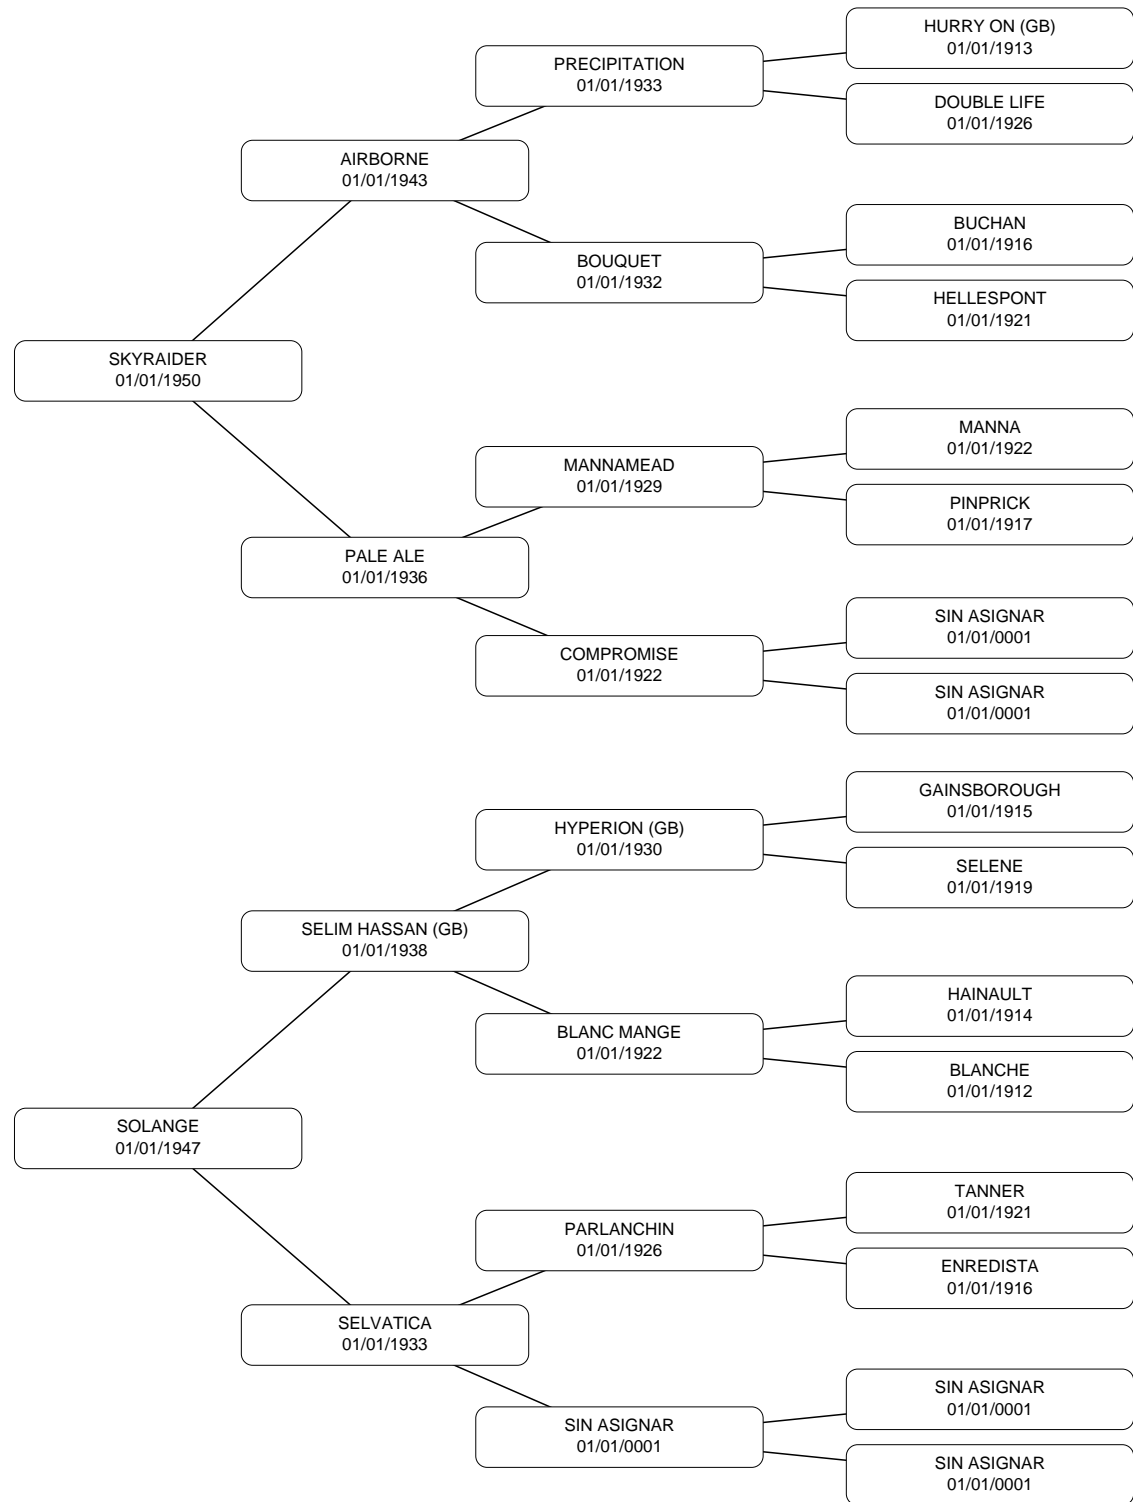 HURRY ON (GB)
01/01/1913
PRECIPITATION
01/01/1933
DOUBLE LIFE
01/01/1926
AIRBORNE
01/01/1943
BUCHAN
01/01/1916
BOUQUET
01/01/1932
HELLESPONT
01/01/1921
SKYRAIDER
01/01/1950
MANNA
01/01/1922
MANNAMEAD
01/01/1929
PINPRICK
01/01/1917
PALE ALE
01/01/1936
SIN ASIGNAR
01/01/0001
COMPROMISE
01/01/1922
SIN ASIGNAR
01/01/0001
GAINSBOROUGH
01/01/1915
HYPERION (GB)
01/01/1930
SELENE
01/01/1919
SELIM HASSAN (GB)
01/01/1938
HAINAULT
01/01/1914
BLANC MANGE
01/01/1922
BLANCHE
01/01/1912
SOLANGE
01/01/1947
TANNER
01/01/1921
PARLANCHIN
01/01/1926
ENREDISTA
01/01/1916
SELVATICA
01/01/1933
SIN ASIGNAR
01/01/0001
SIN ASIGNAR
01/01/0001
SIN ASIGNAR
01/01/0001